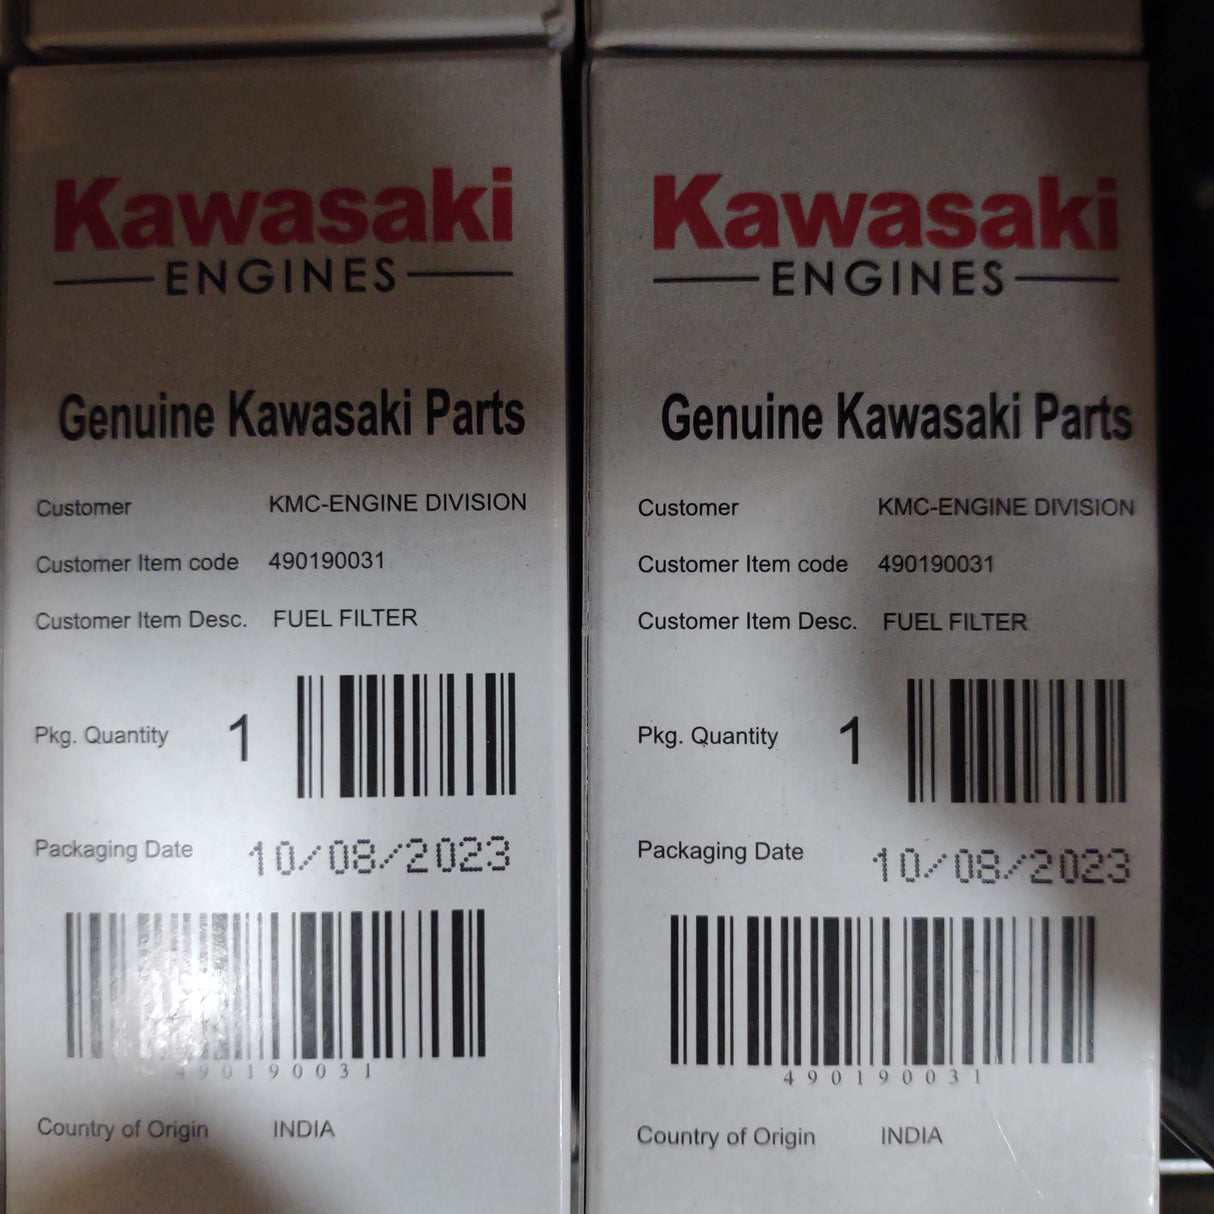 Kawasaki
ENGINES
Genuine Kawasaki Parts
Customer KMC-ENGINE DIVISION
Customer Item code 490190031
Customer Item Desc. FUEL FILTER
Pkg. Quantity 1
Packaging Date 10/08/2023
490190031
Country of Origin INDIA
Kawasaki
ENGINES
Genuine Kawasaki Parts
Customer KMC-ENGINE DIVISION
Customer Item code 490190031
Customer Item Desc. FUEL FILTER
Pkg. Quantity 1
Packaging Date 10/08/2023
490190031
Country of Origin INDIA